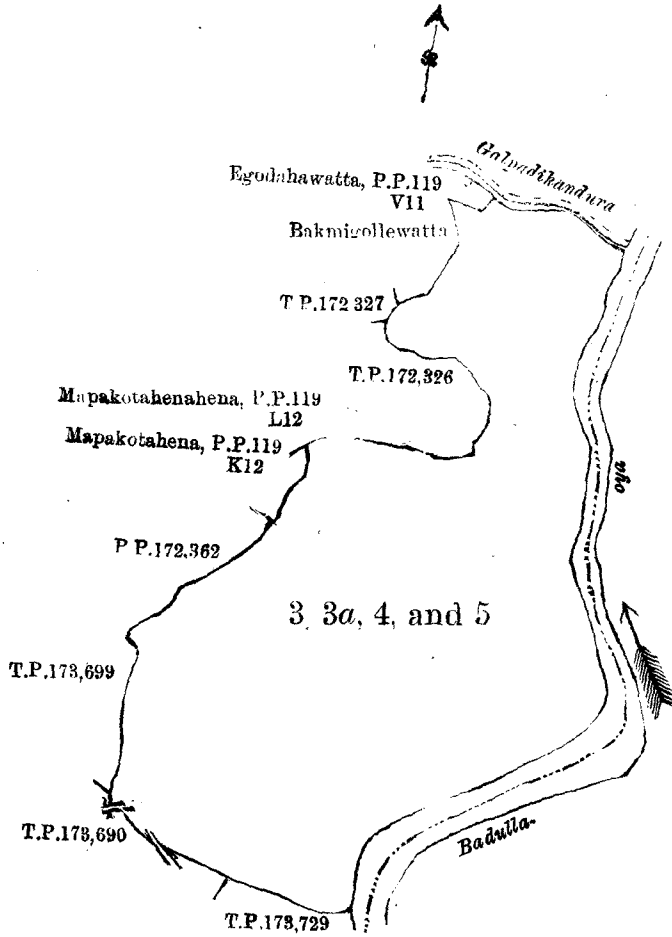 Galpadikandura
Egodahawatta, P.P.119
V11
Bakmigollewatta
T P.172 327
T.P.172,326
Mapakotahenahena, P.P.119
L12
Mapakotahena, P.P.119
K12
oya
P P.172,362
3 3a, 4, and 5
T.P.173,699
T.P.173,690
Badulla-
T.P.173,729